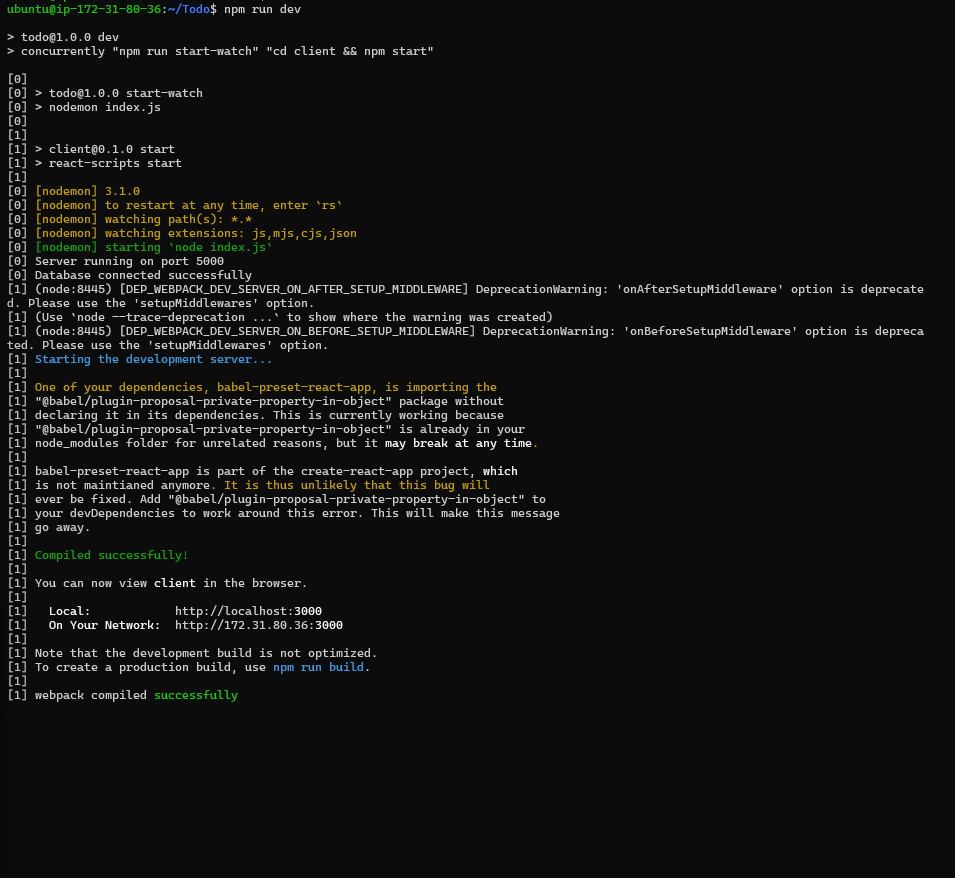 ubuntu@ip-172-31-80-36:~/Todo$ npm run dev
> todo@1.0.0 dev
> concurrently "npm run start-watch" "cd client && npm start"
[0]
[0] > todo@1.0.0 start-watch
[0] > nodemon index.js
[0]
[1]
[1] > client@0.1.0 start
[1] > react-scripts start
[1]
[0] [nodemon] 3.1.0
[0] [nodemon] to restart at any time, enter `rs`
[0] [nodemon] watching path(s): *.*
[0] [nodemon] watching extensions: js,mjs,cjs,json
[0] [nodemon] starting `node index.js`
[0] Server running on port 5000
[0] Database connected successfully
[1] (node:8445) [DEP_WEBPACK_DEV_SERVER_ON_AFTER_SETUP_MIDDLEWARE] DeprecationWarning: 'onAfterSetupMiddleware' option is deprecate
d. Please use the 'setupMiddlewares' option.
[1] (Use `node --trace-deprecation ...` to show where the warning was created)
[1] (node:8445) [DEP_WEBPACK_DEV_SERVER_ON_BEFORE_SETUP_MIDDLEWARE] DeprecationWarning: 'onBeforeSetupMiddleware' option is depreca
ted. Please use the 'setupMiddlewares' option.
[1] Starting the development server...
[1]
[1] One of your dependencies, babel-preset-react-app, is importing the
[1] "@babel/plugin-proposal-private-property-in-object" package without
[1] declaring it in its dependencies. This is currently working because
[1] "@babel/plugin-proposal-private-property-in-object" is already in your
[1] node_modules folder for unrelated reasons, but it may break at any time.
[1]
[1] babel-preset-react-app is part of the create-react-app project, which
[1] is not maintianed anymore. It is thus unlikely that this bug will
[1] ever be fixed. Add "@babel/plugin-proposal-private-property-in-object" to
[1] your devDependencies to work around this error. This will make this message
[1] go away.
[1]
[1] Compiled successfully!
[1]
[1] You can now view client in the browser.
[1]
[1]   Local:            http://localhost:3000
[1]   On Your Network:  http://172.31.80.36:3000
[1]
[1] Note that the development build is not optimized.
[1] To create a production build, use npm run build.
[1]
[1] webpack compiled successfully